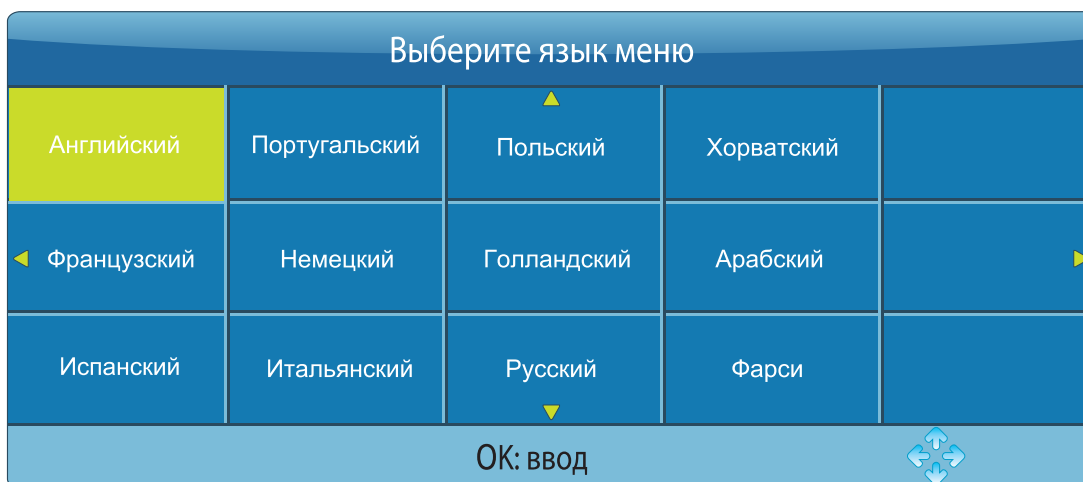 Выберите язык меню
Английский Португальский Польский Хорватский
Французский Немецкий Голландский Арабский
Испанский Итальянский Русский Фарси
OK: ввод